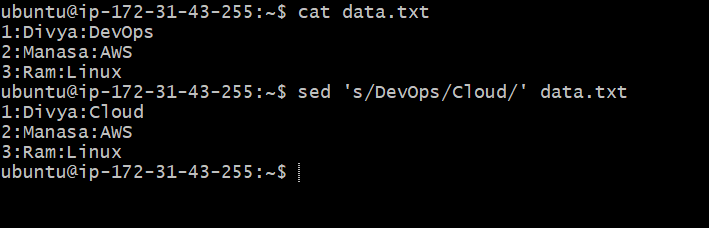 ubuntu@ip-172-31-43-255:~$ cat data.txt
1:Divya:DevOps
2:Manasa:AWS
3:Ram:Linux
ubuntu@ip-172-31-43-255:~$ sed 's/DevOps/Cloud/' data.txt
1:Divya:Cloud
2:Manasa:AWS
3:Ram:Linux
ubuntu@ip-172-31-43-255:~$